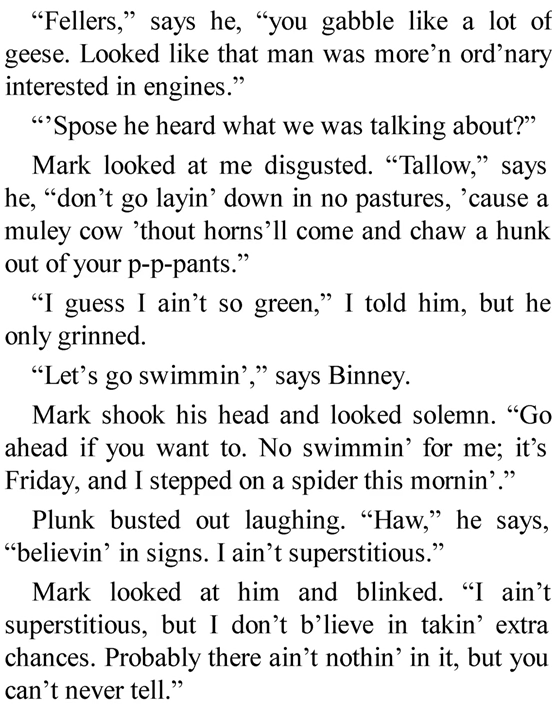 “Fellers,” says he, “you gabble like a lot of
geese. Looked like that man was more’n ord’nary
interested in engines.”
“’Spose he heard what we was talking about?”
Mark looked at me disgusted. “Tallow,” says
he, “don’t go layin’ down in no pastures, ’cause a
muley cow ’thout horns’ll come and chaw a hunk
out of your p-p-pants.”
“I guess I ain’t so green,” I told him, but he
only grinned.
“Let’s go swimmin’,” says Binney.
Mark shook his head and looked solemn. “Go
ahead if you want to. No swimmin’ for me; it’s
Friday, and I stepped on a spider this mornin’.”
Plunk busted out laughing. “Haw,” he says,
“believin’ in signs. I ain’t superstitious.”
Mark looked at him and blinked. “I ain’t
superstitious, but I don’t b’lieve in takin’ extra
chances. Probably there ain’t nothin’ in it, but you
can’t never tell.”